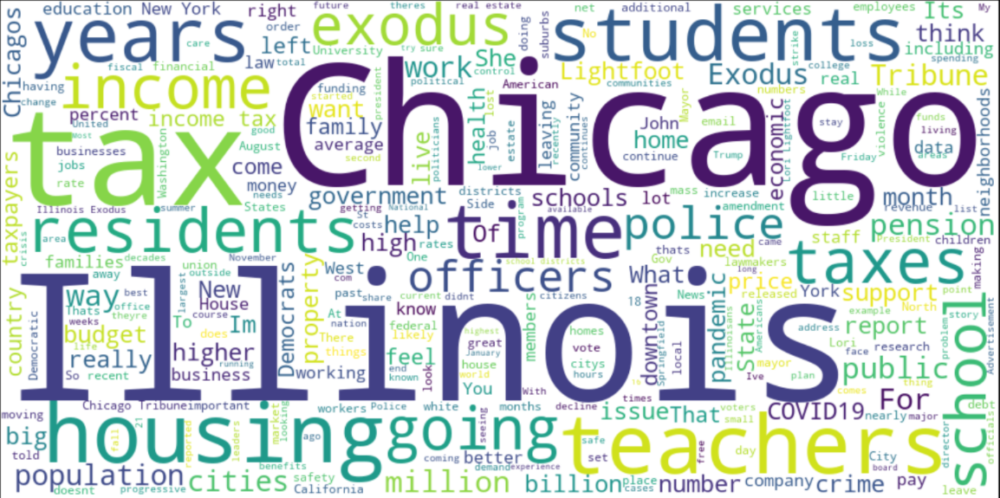 education New York
right
future
theres
real estate
net
additional
services
employees
Its
My
Chicagos
years
exodus
students
think
order
left
care
University
try sure
doing
suburbs
No
strike
loss
including
law
total
work
She
control
Lightfoot
Exodus
college
real
spending
Tribune
fiscal
financial
political
American
communities
numbers
While
having
change
income
funding
started
president
want
health
lost
Mayor
email
funds
percent
income tax
family
John
stay
violence
living
United
Most
good
average
job
estate
leaving
recently
community
continues
home
economic
Lori Lightfoot
data
areas
neighborhoods
tax
Chicago
businesses
Washington
August
second
live
politicians
continue
Trump
Friday
jobs
come
lower
rate
money
needs
government
districts
schools
lot
mass
increase
little
month
taxpayers
Illinois Exodus
summer
States
getting
National
Side
available
amendment
revenue
list
residents
St
costs
help
program
time
Of
police
staff
pension
crisis
area
high
rates
came
President
children
families
decades
union
November
One
school districts
Gov
thats
need
lawmakers
taxes
making
away
outside
West
com
officers
What
long
price
released
York
support
point
country
way
best
largest
New
Democrats
property
past
share
current
didnt
citizens
18
News
State
Americans
Illinoisans
North
Thats
office
House
At
know
downtown
pandemic
example
story
Democratic
weeks
theyre
course
To
Im
nation
federal
members
homes
report
problem
Advertisement
budget
does
There
likely
highest
great
vote
address
Lori
life
things
January
face
research
school
Illinois
really
higher
feel
house
citys
Springfield
local
mayor
So
recent
running
end
look
world
hours
Ive
plan
public
business
working
known
You
With
16
comes
thing
Chicago Tribune
important
workers
Police
white
months
decline
times
issue
That
voters
COVID19
For
moving
market
looking
seeing
small
nearly
major
debt
big
housing
going
safe
teachers
director
officials
told
21
fall
reported
leaders
ago
set
free
day
City
board
coming
better
demand
experience
benefits
population
cities
safety
million
billion
place
cases
number
company
crime
pay
doesnt
progressive
California
leave